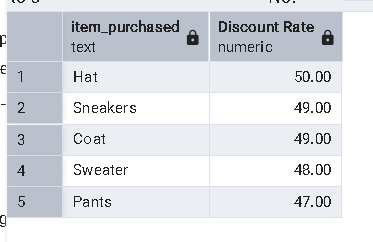 item_purchased Discount Rate
text numeric
1 Hat 50.00
2 Sneakers 49.00
3 Coat 49.00
4 Sweater 48.00
5 Pants 47.00